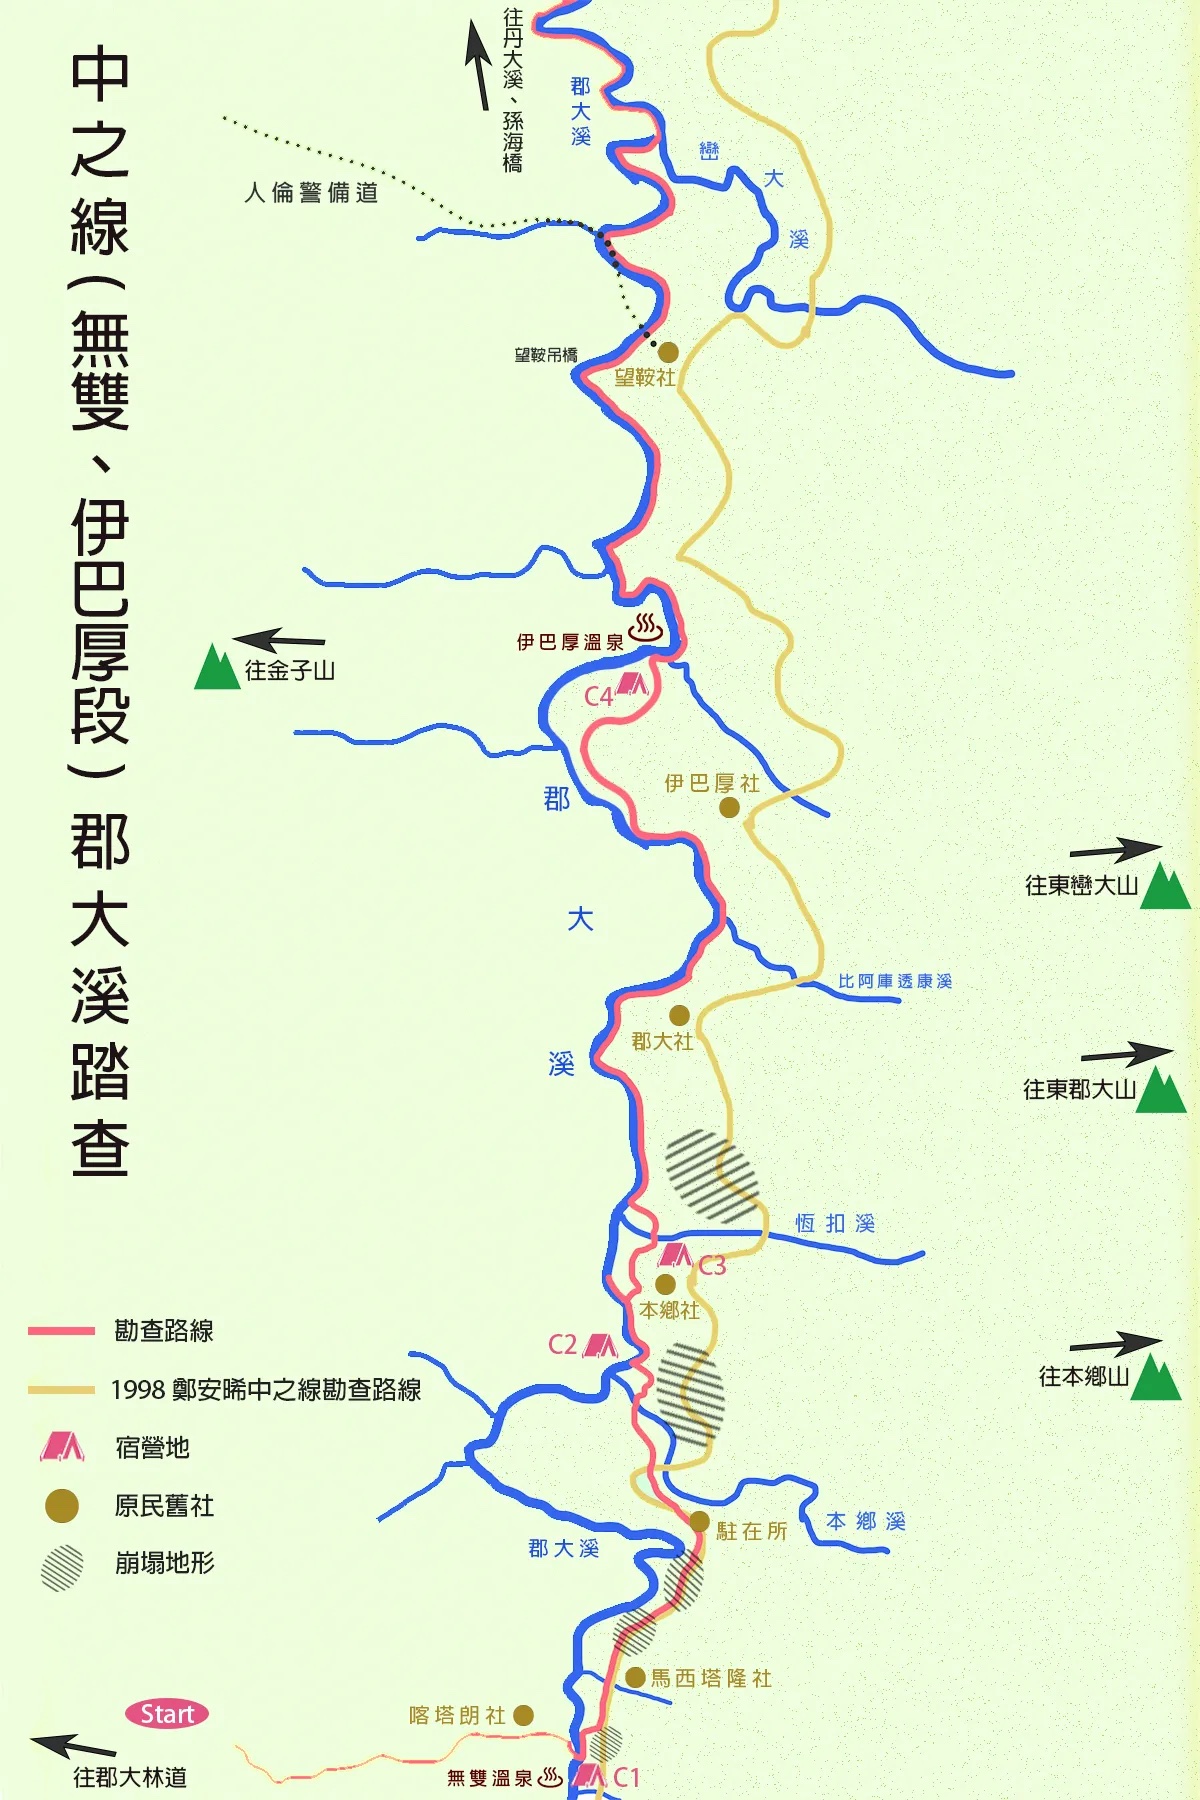 中之線(無雙、伊巴厚段)郡大溪踏查
往丹大溪、孫海橋
郡大溪
巒大溪
人倫警備道
望鞍吊橋
望鞍社
伊巴厚溫泉
往金子山
C4
伊巴厚社
郡大溪
往東巒大山
比阿庫透康溪
郡大社
往東郡大山
恆扣溪
C3
本鄉社
C2
往本鄉山
勘查路線
1998 鄭安晞中之線勘查路線
宿營地
原民舊社
崩塌地形
本鄉溪
駐在所
郡大溪
馬西塔隆社
喀塔朗社
Start
往郡大林道
無雙溫泉
C1